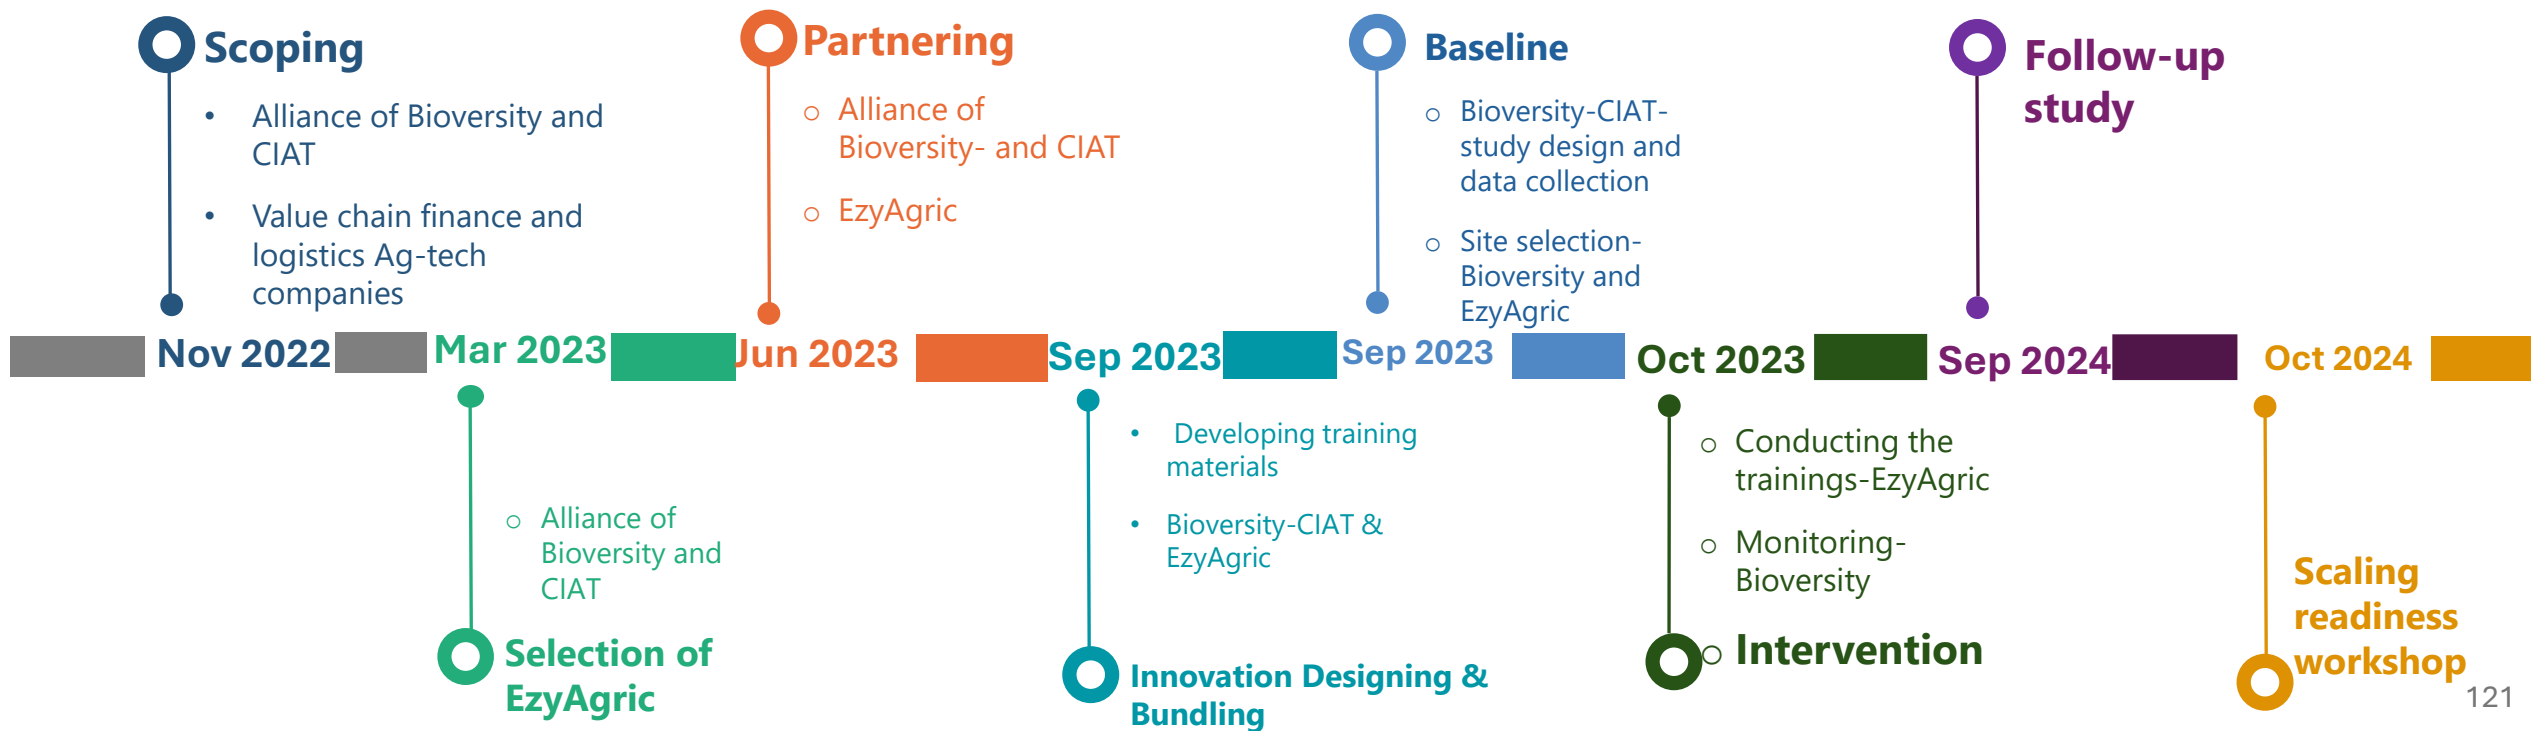 Scoping
• Alliance of Bioversity and
CIAT
• Value chain finance and
logistics Ag-tech
companies
Partnering
o Alliance of
Bioversity- and CIAT
o EzyAgric
Baseline
o Bioversity-CIAT-
study design and
data collection
o Site selection-
Bioversity and
EzyAgric
Follow-up
study
Nov 2022
Mar 2023
Jun 2023
Sep 2023
Sep 2023
Oct 2023
Sep 2024
Oct 2024
o Alliance of
Bioversity and
CIAT
Selection of
EzyAgric
• Developing training
materials
• Bioversity-CIAT &
EzyAgric
Innovation Designing &
Bundling
o Conducting the
trainings-EzyAgric
o Monitoring-
Bioversity
o Intervention
Scaling
readiness
workshop
121